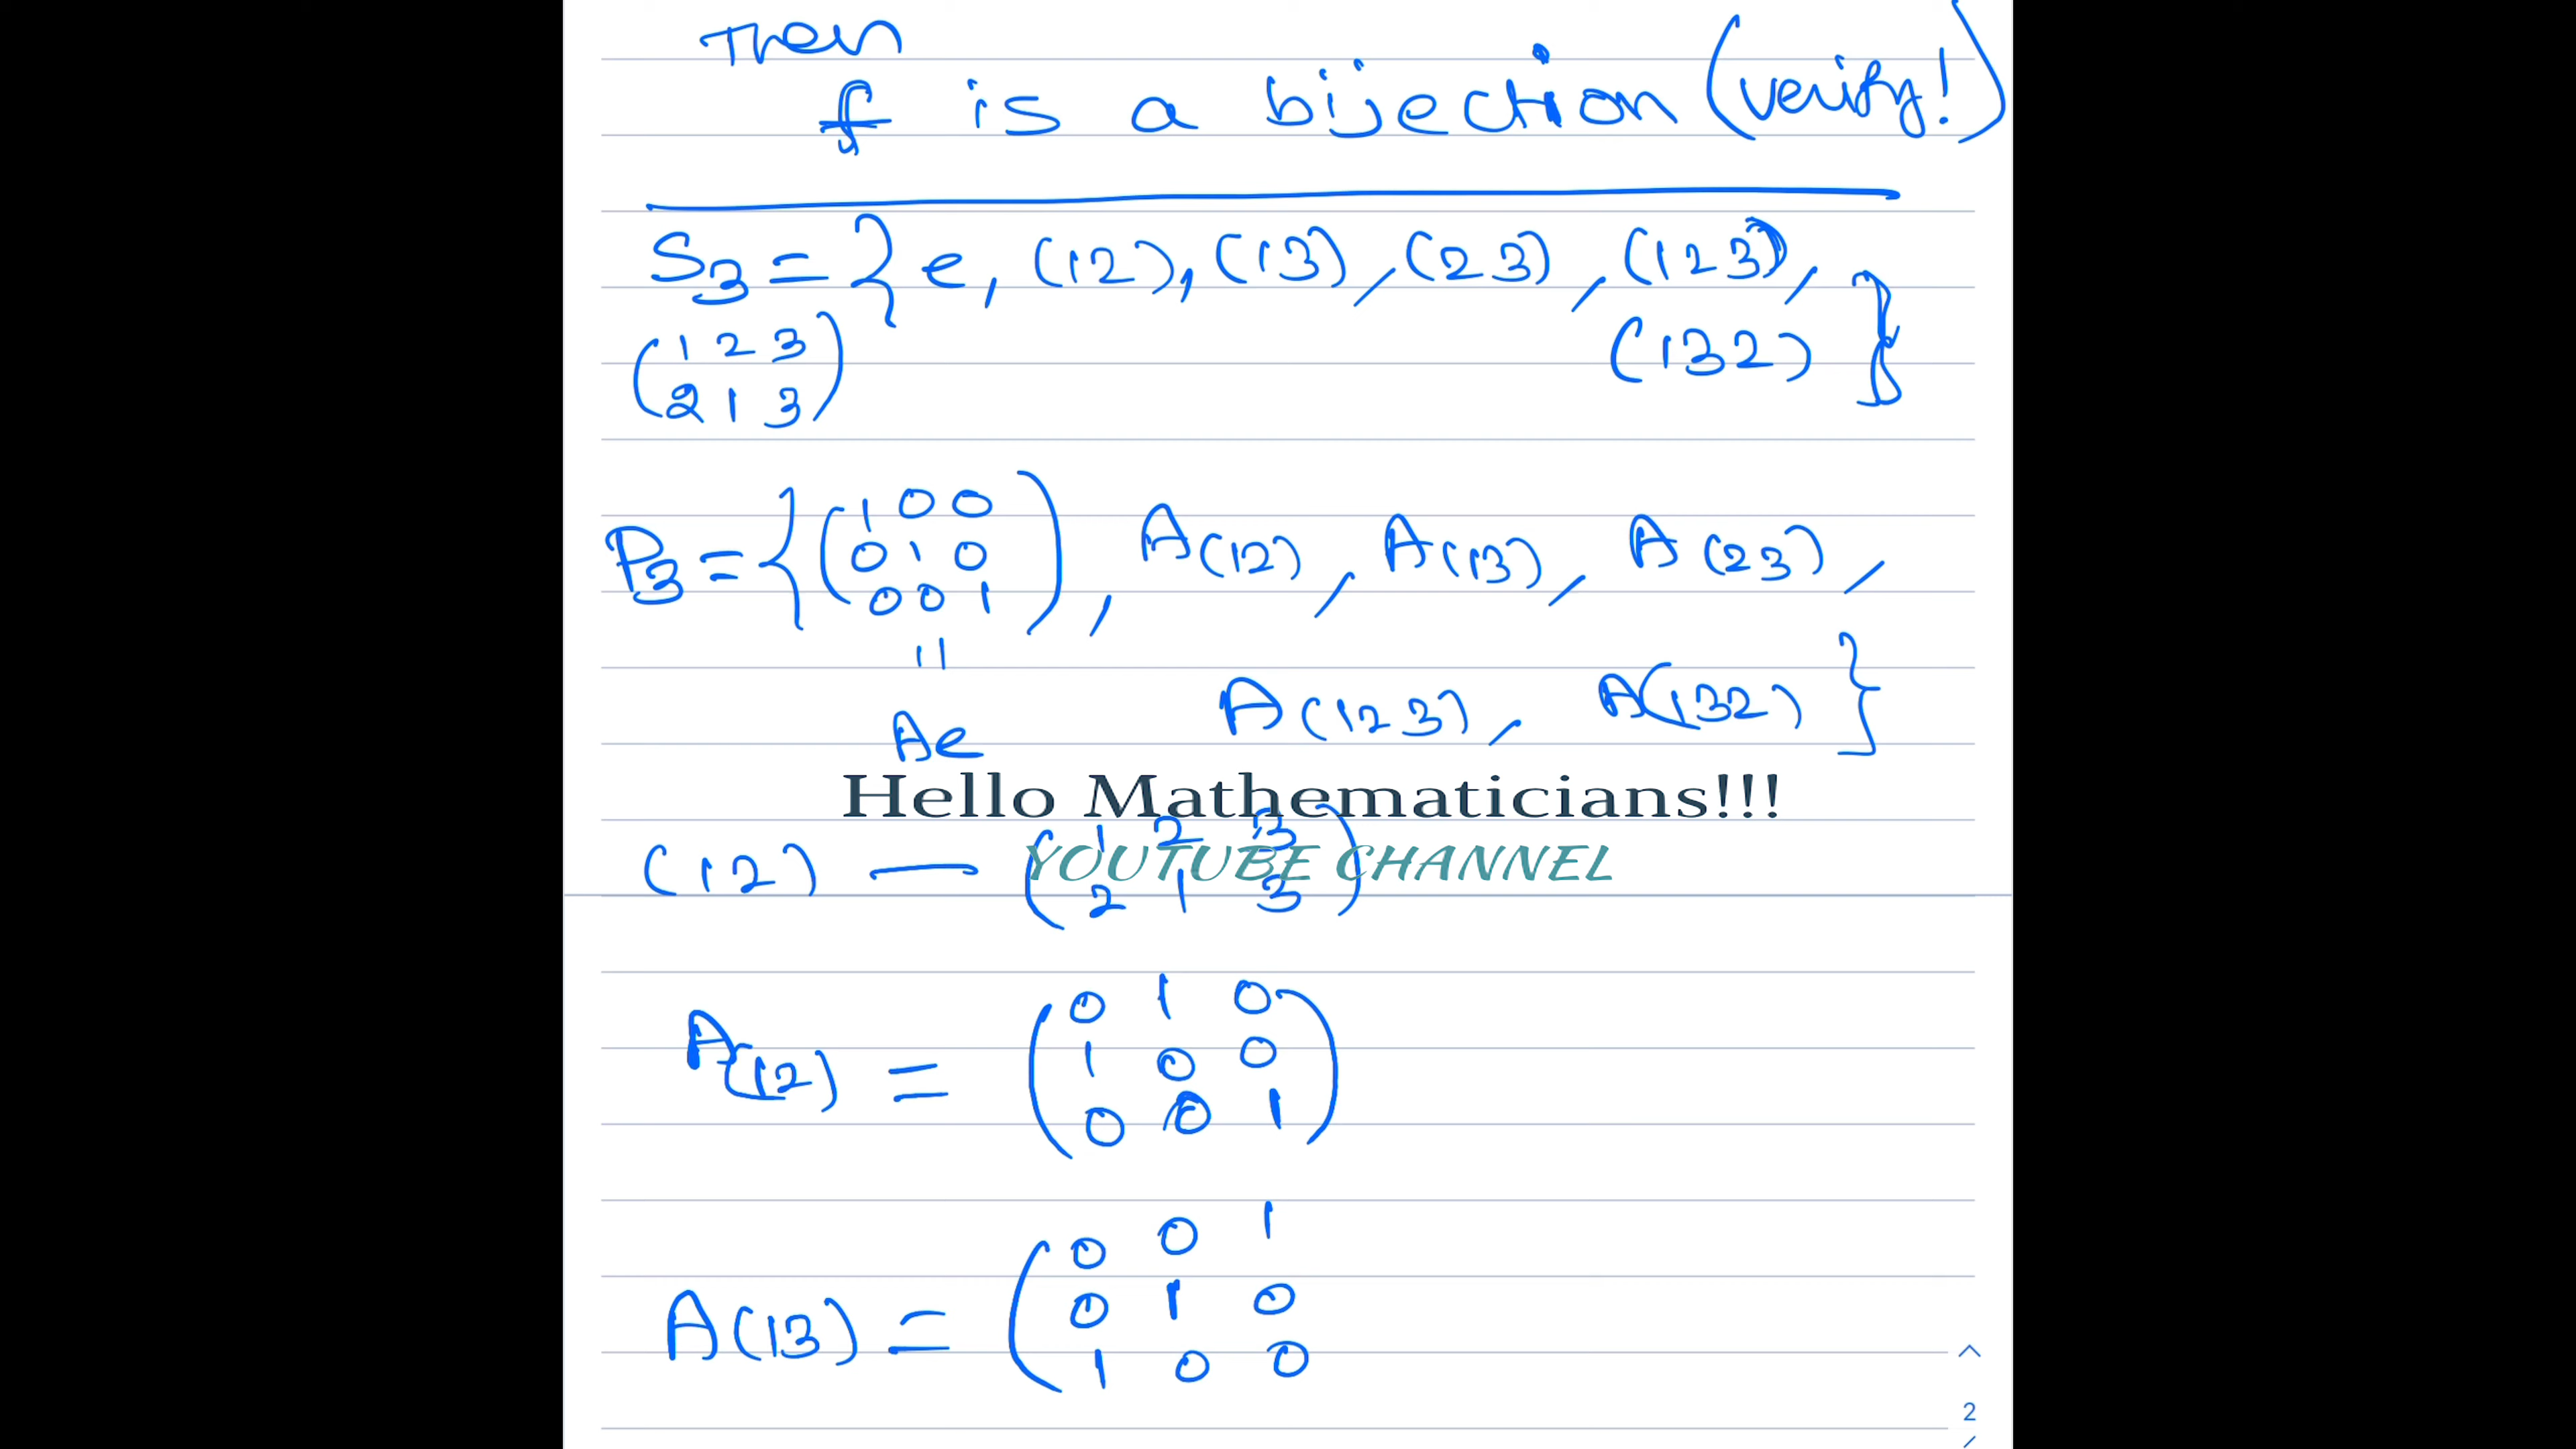 Then
f is a bijection (verify!)
S3 = { e, (12), (13), (23), (123),
(132) }
( 1 2 3
2 1 3 )
P3 = { ( 1 0 0
0 1 0
0 0 1 ), A(12), A(13), A(23),
||
Ae
A(123), A(132) }
Hello Mathematicians!!!
YOUTUBE CHANNEL
(12) — ( 1 2 3
2 1 3 )
A(12) = ( 0 1 0
1 0 0
0 0 1 )
A(13) = ( 0 0 1
0 1 0
1 0 0
2